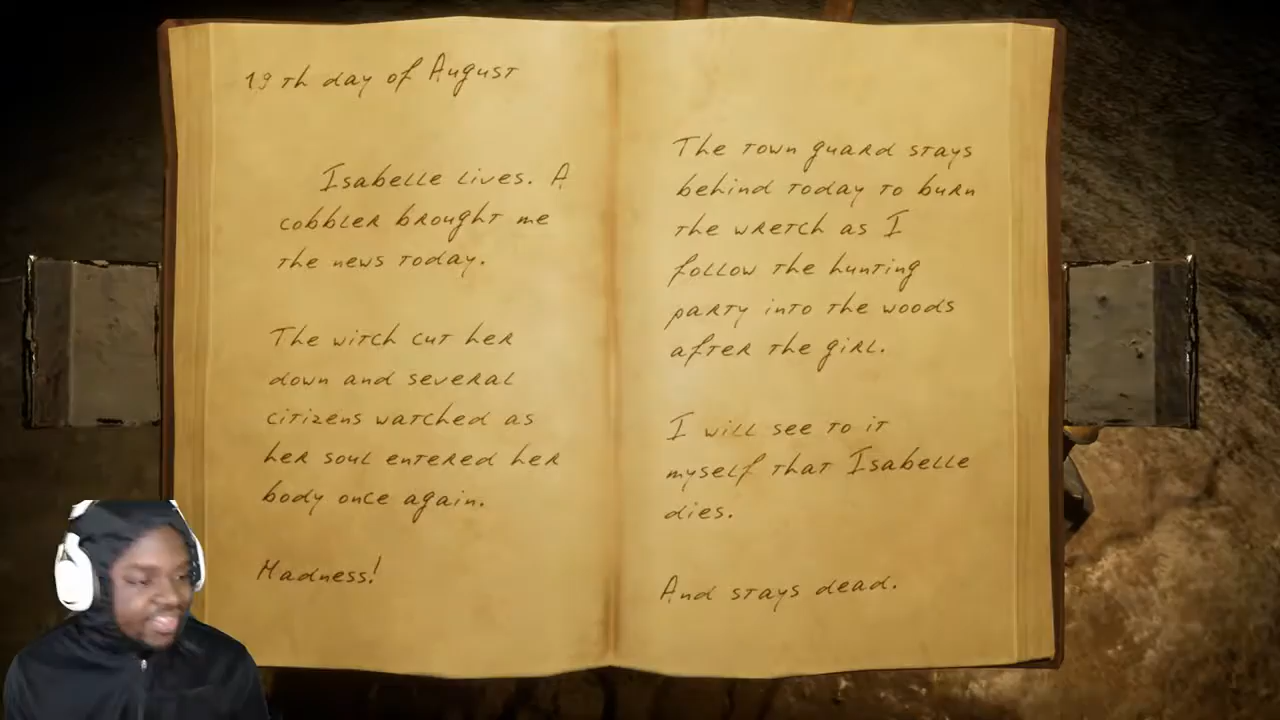 19th day of August
Isabelle lives. A
cobbler brought me
the news today.
The witch cut her
down and several
citizens watched as
her soul entered her
body once again.
Madness!
The town guard stays
behind today to burn
the wretch as I
follow the hunting
party into the woods
after the girl.
I will see to it
myself that Isabelle
dies.
And stays dead.